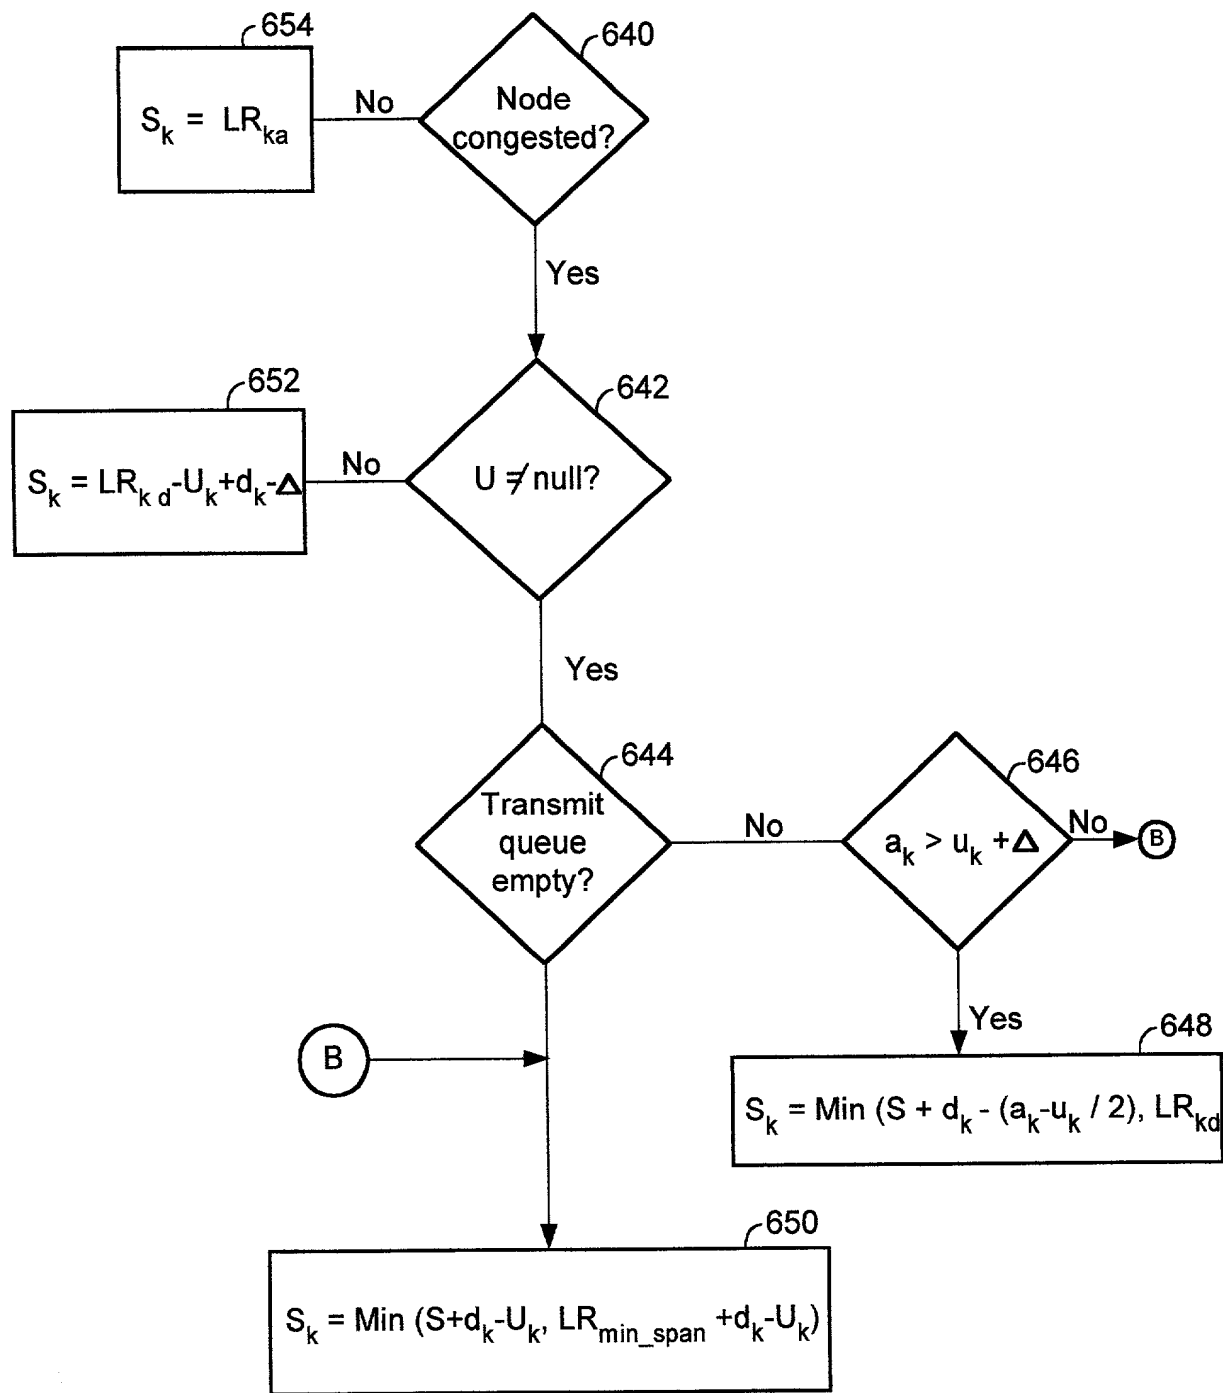 654
S_k = LR_ka
No
640
Node
congested?
Yes
652
S_k = LR_k d-U_k+d_k-Δ
No
642
U ≠ null?
Yes
644
Transmit
queue
empty?
No
646
a_k > u_k + Δ
No
B
Yes
B
648
S_k = Min (S + d_k - (a_k-u_k / 2), LR_kd
650
S_k = Min (S+d_k-U_k, LR_min_span +d_k-U_k)